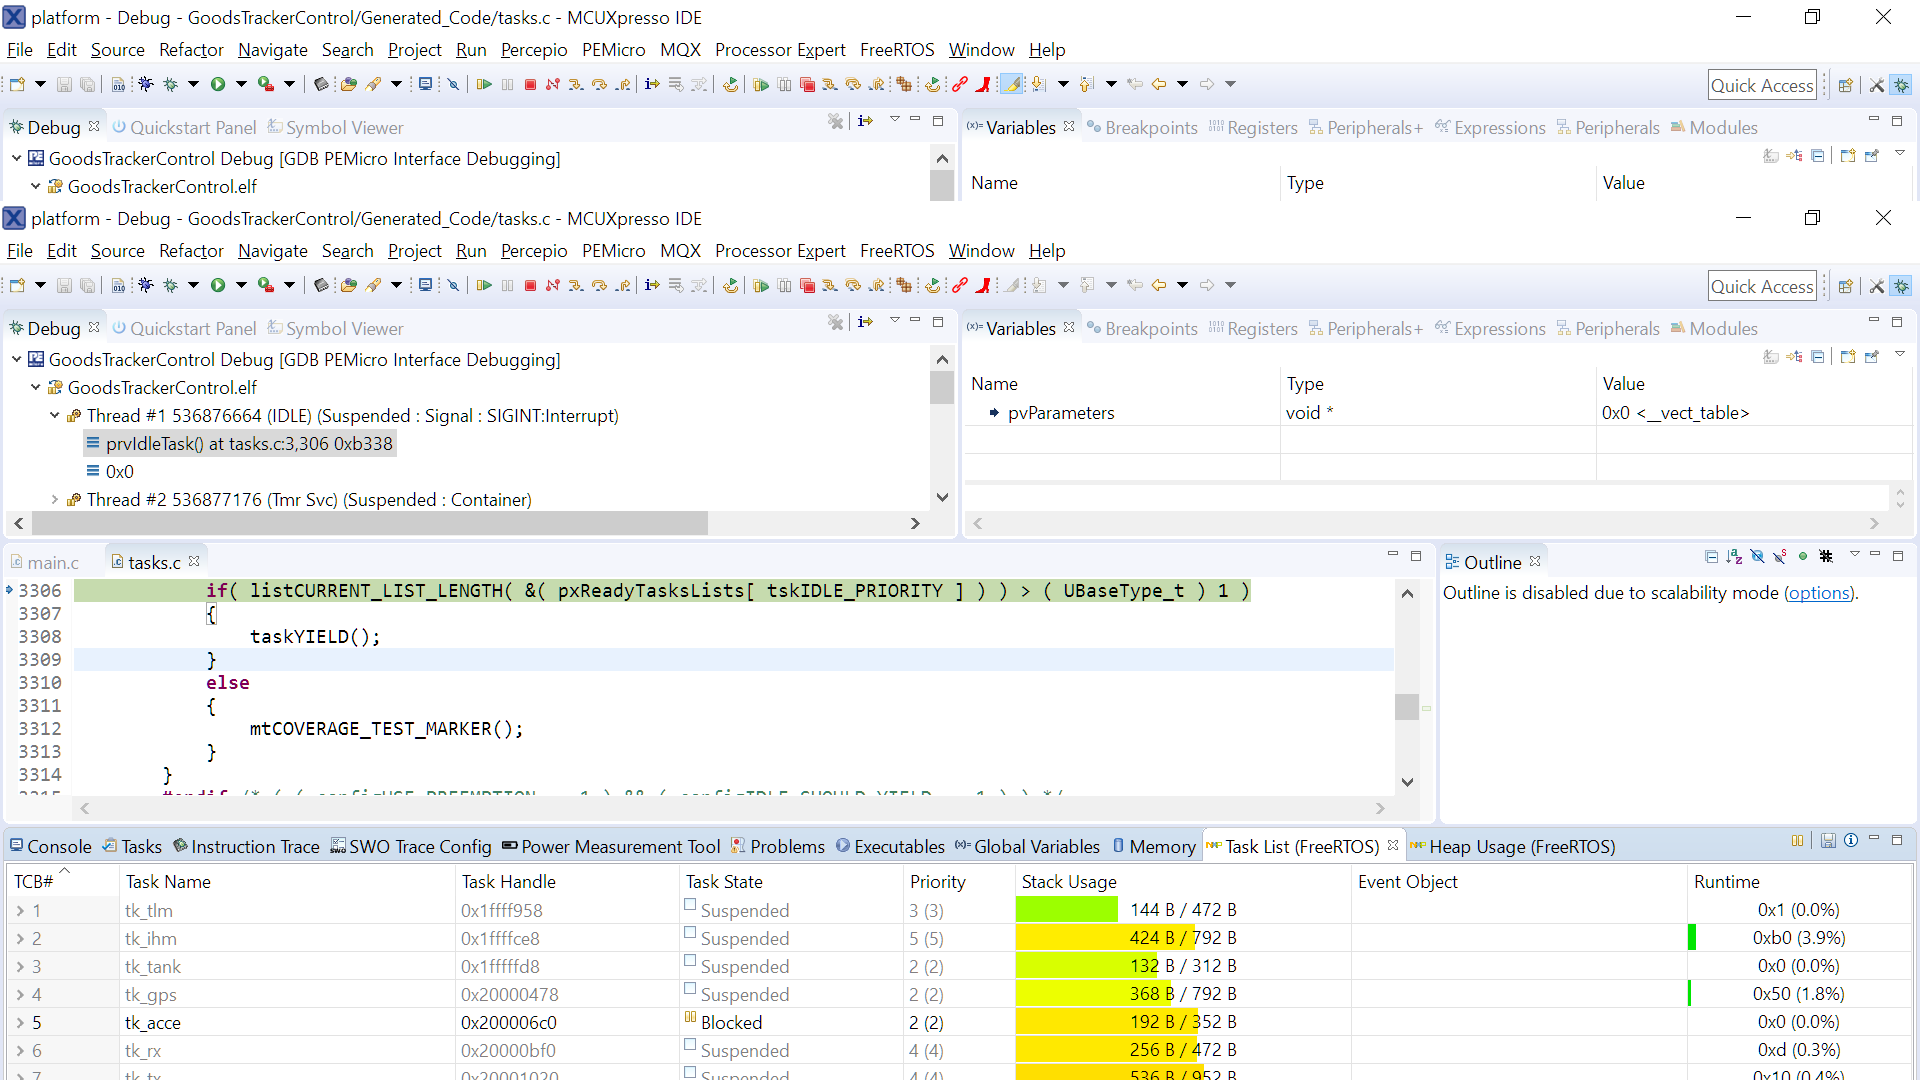 platform - Debug - GoodsTrackerControl/Generated_Code/tasks.c - MCUXpresso IDE
File Edit Source Refactor Navigate Search Project Run Percepio PEMicro MQX Processor Expert FreeRTOS Window Help
Quick Access
Debug Quickstart Panel Symbol Viewer
(x)= Variables Breakpoints Registers Peripherals+ Expressions Peripherals Modules
GoodsTrackerControl Debug [GDB PEMicro Interface Debugging]
GoodsTrackerControl.elf
Name Type Value
platform - Debug - GoodsTrackerControl/Generated_Code/tasks.c - MCUXpresso IDE
File Edit Source Refactor Navigate Search Project Run Percepio PEMicro MQX Processor Expert FreeRTOS Window Help
Quick Access
Debug Quickstart Panel Symbol Viewer
(x)= Variables Breakpoints Registers Peripherals+ Expressions Peripherals Modules
GoodsTrackerControl Debug [GDB PEMicro Interface Debugging]
GoodsTrackerControl.elf
Thread #1 536876664 (IDLE) (Suspended : Signal : SIGINT:Interrupt)
prvIdleTask() at tasks.c:3,306 0xb338
0x0
Thread #2 536877176 (Tmr Svc) (Suspended : Container)
Name Type Value
pvParameters void * 0x0 <__vect_table>
main.c tasks.c
3306 if( listCURRENT_LIST_LENGTH( &( pxReadyTasksLists[ tskIDLE_PRIORITY ] ) ) > ( UBaseType_t ) 1 )
3307 {
3308 taskYIELD();
3309 }
3310 else
3311 {
3312 mtCOVERAGE_TEST_MARKER();
3313 }
3314 }
3315 #endif /* ( ( configUSE_PREEMPTION == 1 ) && ( configIDLE_SHOULD_YIELD == 1 ) ) */
Outline
Outline is disabled due to scalability mode (options).
Console Tasks Instruction Trace SWO Trace Config Power Measurement Tool Problems Executables (x)= Global Variables Memory Task List (FreeRTOS) Heap Usage (FreeRTOS)
TCB# Task Name Task Handle Task State Priority Stack Usage Event Object Runtime
1 tk_tlm 0x1ffff958 Suspended 3 (3) 144 B / 472 B 0x1 (0.0%)
2 tk_ihm 0x1ffffce8 Suspended 5 (5) 424 B / 792 B 0xb0 (3.9%)
3 tk_tank 0x1fffffd8 Suspended 2 (2) 132 B / 312 B 0x0 (0.0%)
4 tk_gps 0x20000478 Suspended 2 (2) 368 B / 792 B 0x50 (1.8%)
5 tk_acce 0x200006c0 Blocked 2 (2) 192 B / 352 B 0x0 (0.0%)
6 tk_rx 0x20000bf0 Suspended 4 (4) 256 B / 472 B 0xd (0.3%)
7 tk_tx 0x20001020 Suspended 4 (4) 536 B / 952 B 0x10 (0.4%)